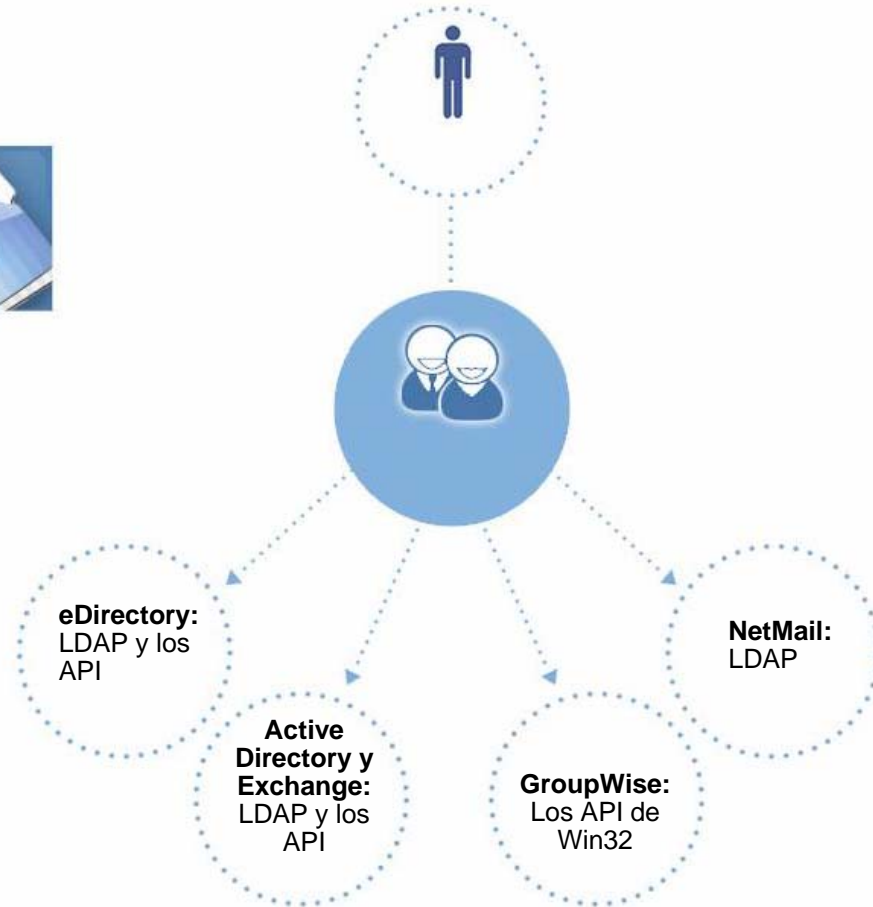 eDirectory:
LDAP y los
API
Active
Directory y
Exchange:
LDAP y los
API
GroupWise:
Los API de
Win32
NetMail:
LDAP